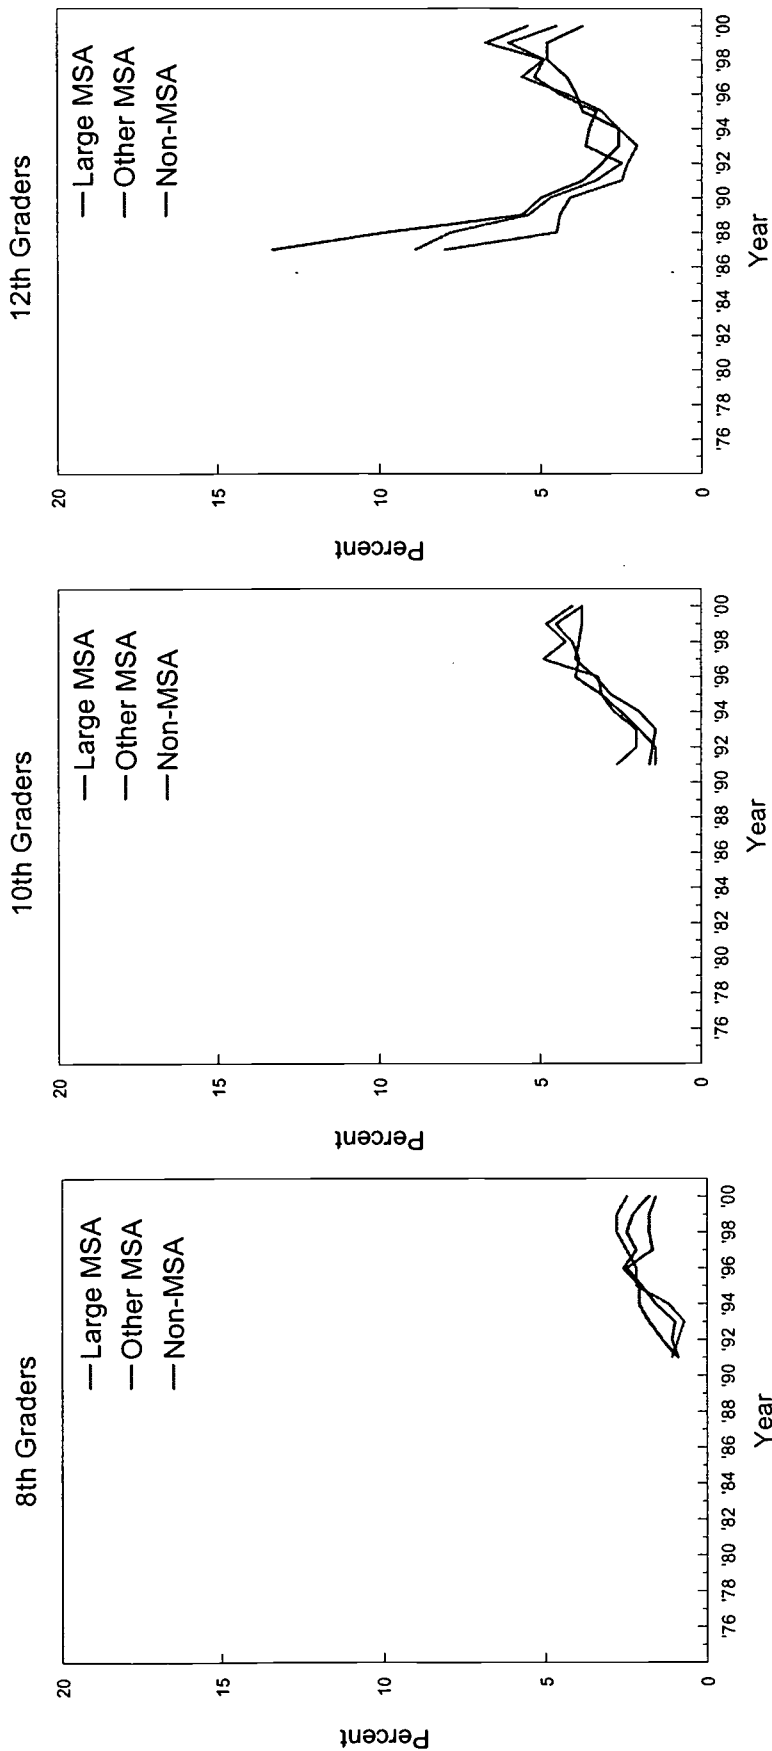 8th Graders
— Large MSA
— Other MSA
— Non-MSA
20
15
10
5
0
Percent
'76 '78 '80 '82 '84 '86 '88 '90 '92 '94 '96 '98 '00
Year
10th Graders
— Large MSA
— Other MSA
— Non-MSA
20
15
10
5
0
Percent
'76 '78 '80 '82 '84 '86 '88 '90 '92 '94 '96 '98 '00
Year
12th Graders
— Large MSA
— Other MSA
— Non-MSA
20
15
10
5
0
Percent
'76 '78 '80 '82 '84 '86 '88 '90 '92 '94 '96 '98 '00
Year